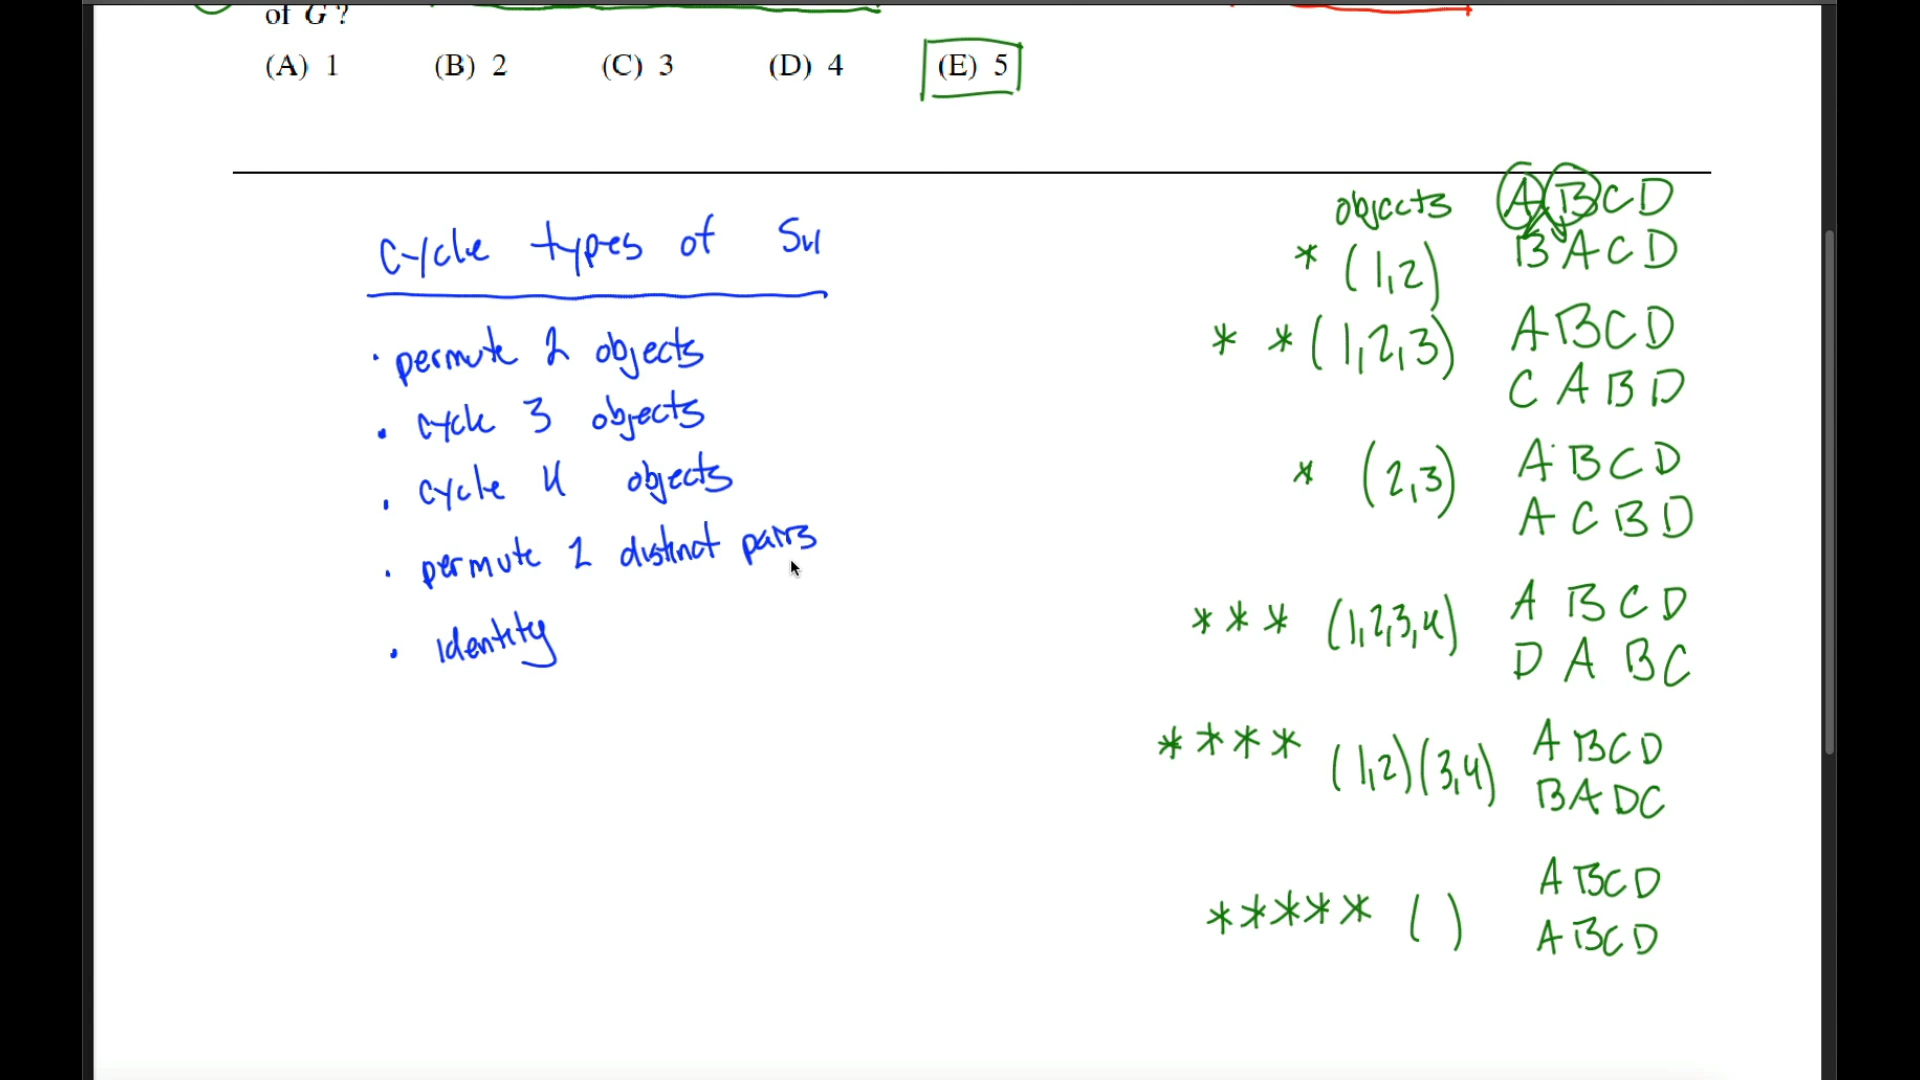 of G ?
(A) 1 (B) 2 (C) 3 (D) 4 (E) 5
Cycle types of S4
• permute 2 objects
• cycle 3 objects
• cycle 4 objects
• permute 2 distinct pairs
• identity
objects A B C D
* (1,2) B A C D
* * (1,2,3) A B C D
C A B D
* (2,3) A B C D
A C B D
* * * (1,2,3,4) A B C D
D A B C
* * * * (1,2)(3,4) A B C D
B A D C
* * * * * ( ) A B C D
A B C D